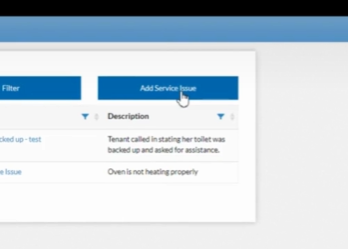 Filter
Add Service Issue
Description
cked up - test
Tenant called in stating her toilet was
backed up and asked for assistance.
e Issue
Oven is not heating properly